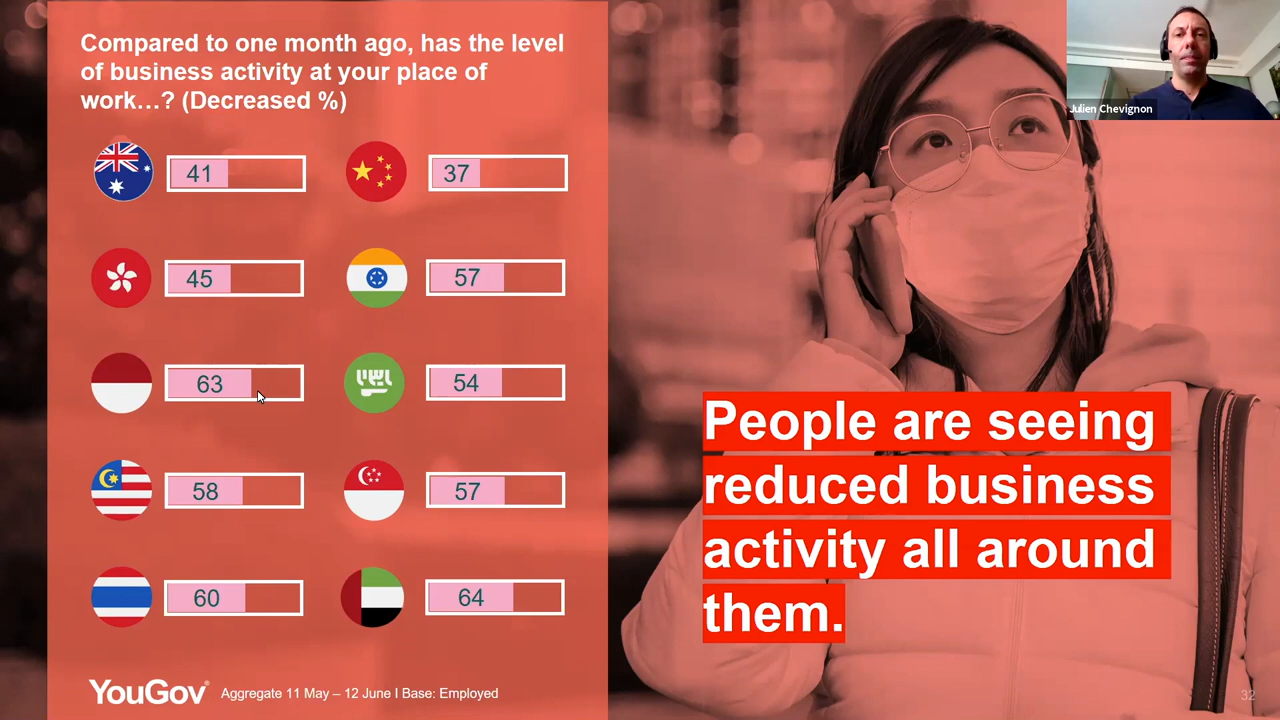 Compared to one month ago, has the level
of business activity at your place of
work…? (Decreased %)
41
37
45
57
63
54
58
57
60
64
YouGov®
Aggregate 11 May – 12 June I Base: Employed
People are seeing
reduced business
activity all around
them.
Julien Chevignon
32